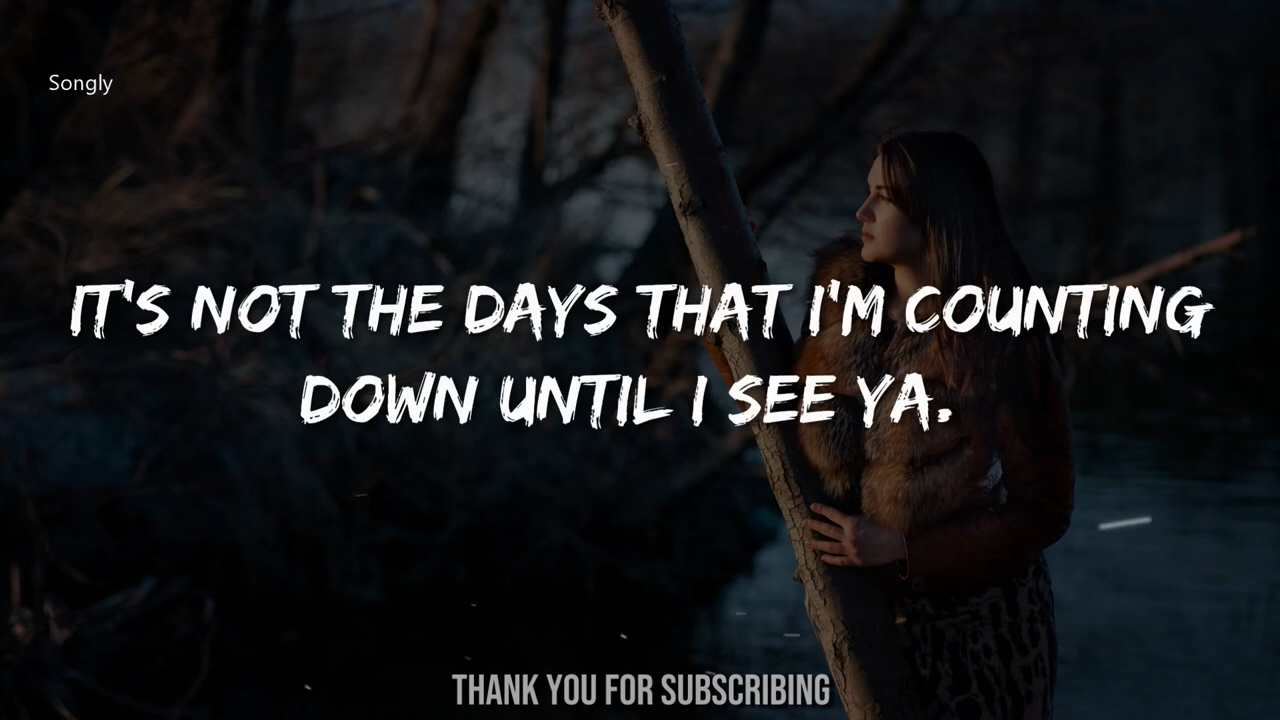 Songly
IT'S NOT THE DAYS THAT I'M COUNTING
DOWN UNTIL I SEE YA.
THANK YOU FOR SUBSCRIBING